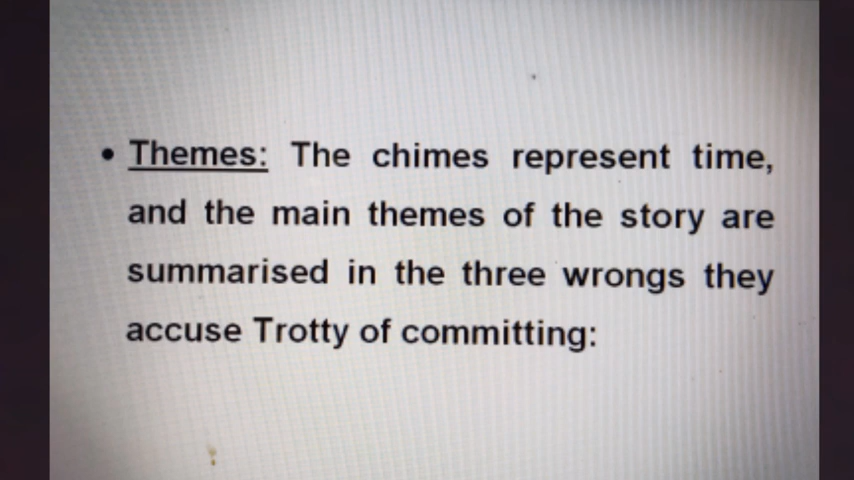 • Themes: The chimes represent time,
and the main themes of the story are
summarised in the three wrongs they
accuse Trotty of committing: